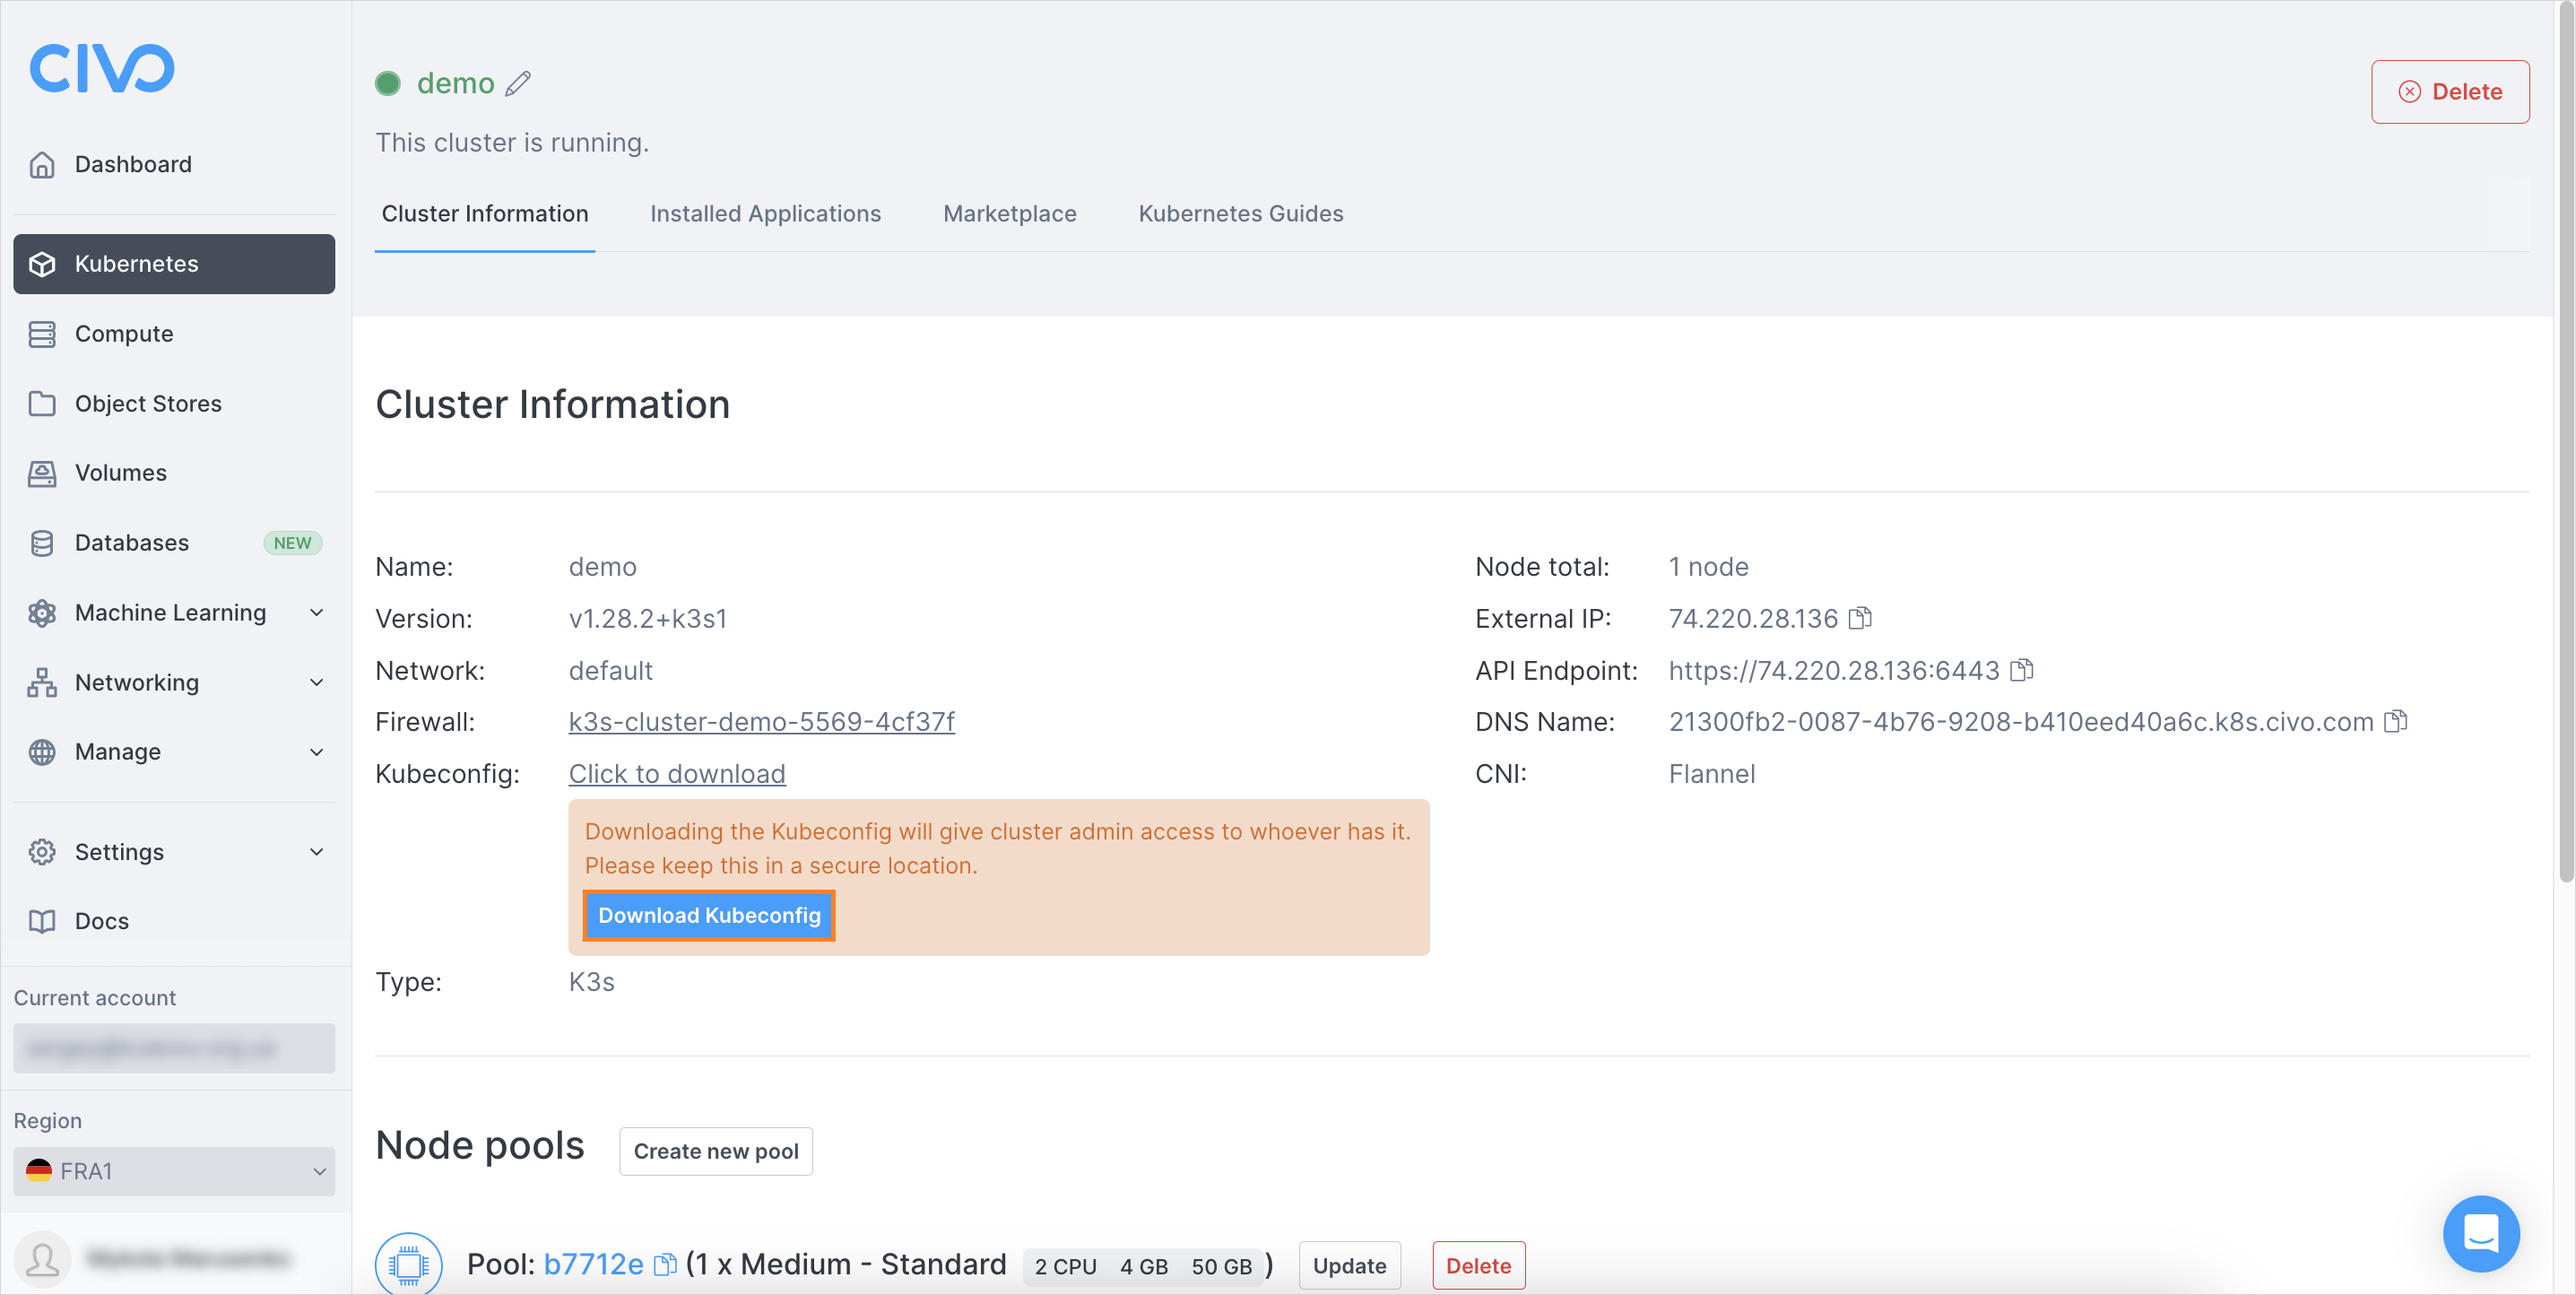 CIVO
Dashboard
Kubernetes
Compute
Object Stores
Volumes
Databases NEW
Machine Learning
Networking
Manage
Settings
Docs
Current account
Region
FRA1
demo
Delete
This cluster is running.
Cluster Information Installed Applications Marketplace Kubernetes Guides
Cluster Information
Name: demo
Version: v1.28.2+k3s1
Network: default
Firewall: k3s-cluster-demo-5569-4cf37f
Kubeconfig: Click to download
Downloading the Kubeconfig will give cluster admin access to whoever has it.
Please keep this in a secure location.
Download Kubeconfig
Type: K3s
Node total: 1 node
External IP: 74.220.28.136
API Endpoint: https://74.220.28.136:6443
DNS Name: 21300fb2-0087-4b76-9208-b410eed40a6c.k8s.civo.com
CNI: Flannel
Node pools Create new pool
Pool: b7712e (1 x Medium - Standard 2 CPU 4 GB 50 GB) Update Delete